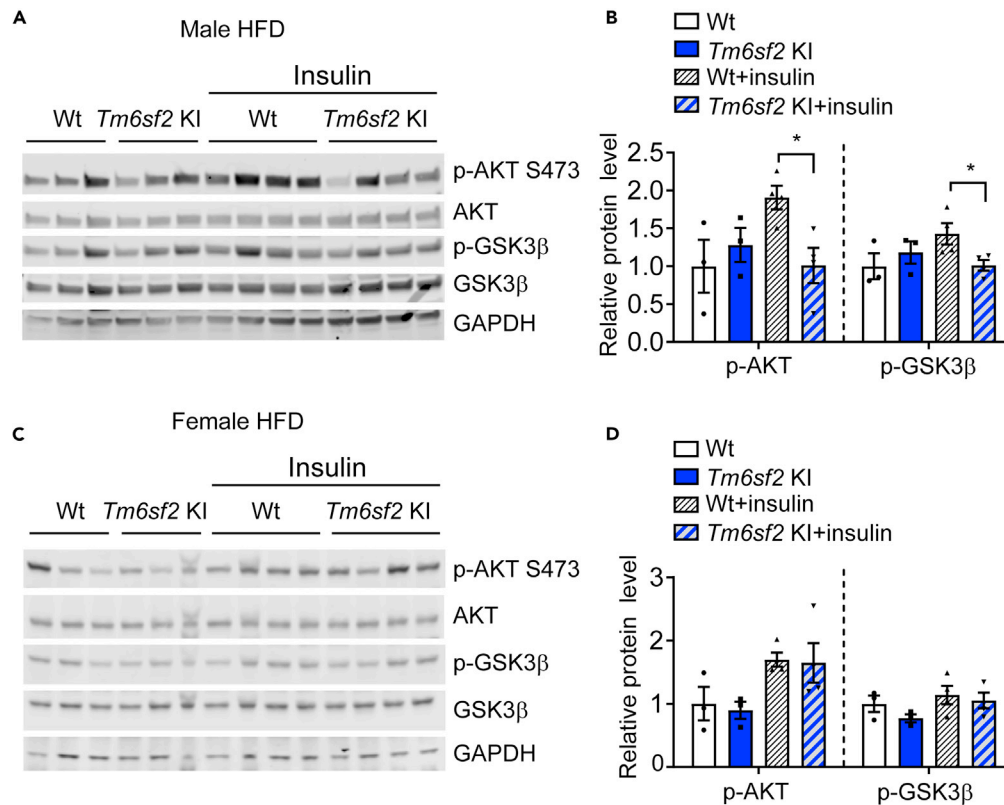 A
Male HFD
Insulin
Wt Tm6sf2 KI Wt Tm6sf2 KI
p-AKT S473
AKT
p-GSK3β
GSK3β
GAPDH
B
Wt
Tm6sf2 KI
Wt+insulin
Tm6sf2 KI+insulin
Relative protein level
2.5
2.0
1.5
1.0
0.5
0.0
* *
p-AKT p-GSK3β
C
Female HFD
Insulin
Wt Tm6sf2 KI Wt Tm6sf2 KI
p-AKT S473
AKT
p-GSK3β
GSK3β
GAPDH
D
Wt
Tm6sf2 KI
Wt+insulin
Tm6sf2 KI+insulin
Relative protein level
3
2
1
0
p-AKT p-GSK3β